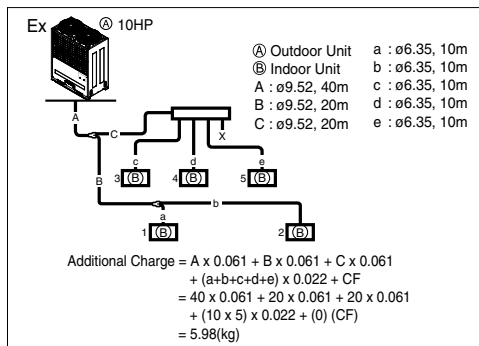 Ex
Ⓐ 10HP
Ⓐ Outdoor Unit
Ⓑ Indoor Unit
A : ø9.52, 40m
B : ø9.52, 20m
C : ø9.52, 20m
a : ø6.35, 10m
b : ø6.35, 10m
c : ø6.35, 10m
d : ø6.35, 10m
e : ø6.35, 10m
A
C
X
c
d
e
3 Ⓑ
4 Ⓑ
5 Ⓑ
B
a
b
1 Ⓑ
2 Ⓑ
Additional Charge = A x 0.061 + B x 0.061 + C x 0.061
+ (a+b+c+d+e) x 0.022 + CF
= 40 x 0.061 + 20 x 0.061 + 20 x 0.061
+ (10 x 5) x 0.022 + (0) (CF)
= 5.98(kg)